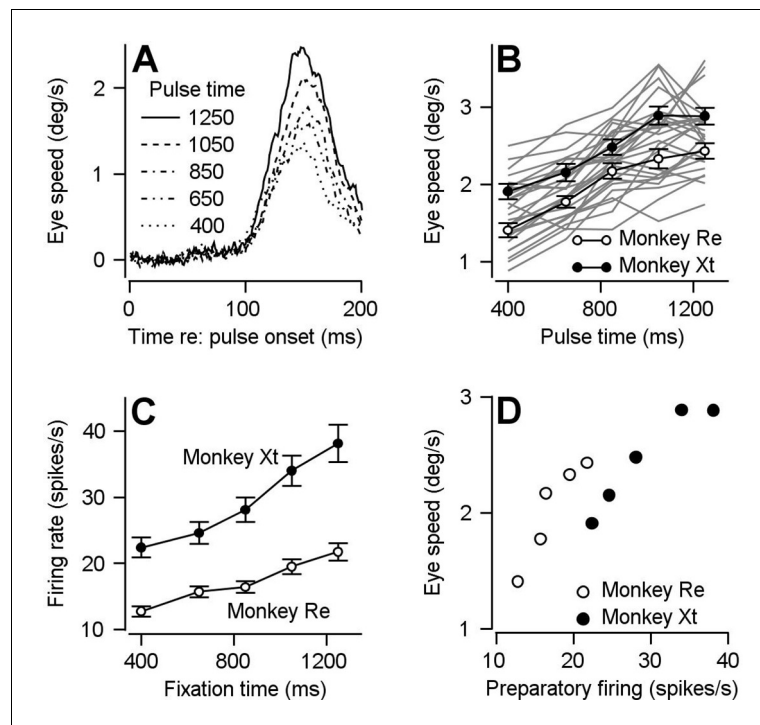 A
Eye speed (deg/s)
2
1
0
Pulse time
1250
1050
850
650
400
0
100
200
Time re: pulse onset (ms)
B
Eye speed (deg/s)
3
2
1
Monkey Re
Monkey Xt
400
800
1200
Pulse time (ms)
C
Firing rate (spikes/s)
40
30
20
10
Monkey Xt
Monkey Re
400
800
1200
Fixation time (ms)
D
Eye speed (deg/s)
3
2
1
Monkey Re
Monkey Xt
10
20
30
40
Preparatory firing (spikes/s)